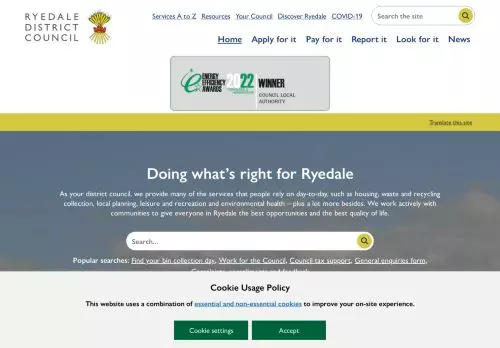 RYEDALE
DISTRICT
COUNCIL
Services A to Z Resources Your Council Discover Ryedale COVID-19
Search the site
Home Apply for it Pay for it Report it Look for it News
ENERGY
EFFICIENCY
AWARDS
2022
WINNER
COUNCIL LOCAL
AUTHORITY
Translate this site
Doing what's right for Ryedale
As your district council, we provide many of the services that people rely on day-to-day, such as housing, waste and recycling
collection, local planning, leisure and recreation and environmental health – plus a lot more besides. We work actively with
communities to give everyone in Ryedale the best opportunities and the best quality of life.
Search...
Popular searches: Find your bin collection day, Work for the Council, Council tax support, General enquiries form,
Complaints, compliments and feedback
Cookie Usage Policy
This website uses a combination of essential and non-essential cookies to improve your on-site experience.
Cookie settings
Accept